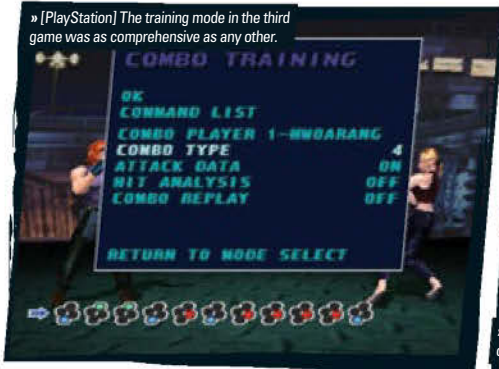 » [PlayStation] The training mode in the third
game was as comprehensive as any other.
COMBO TRAINING
OK
COMMAND LIST
COMBO PLAYER 1-HWOARANG
COMBO TYPE 4
ATTACK DATA ON
HIT ANALYSIS OFF
COMBO REPLAY OFF
RETURN TO MODE SELECT